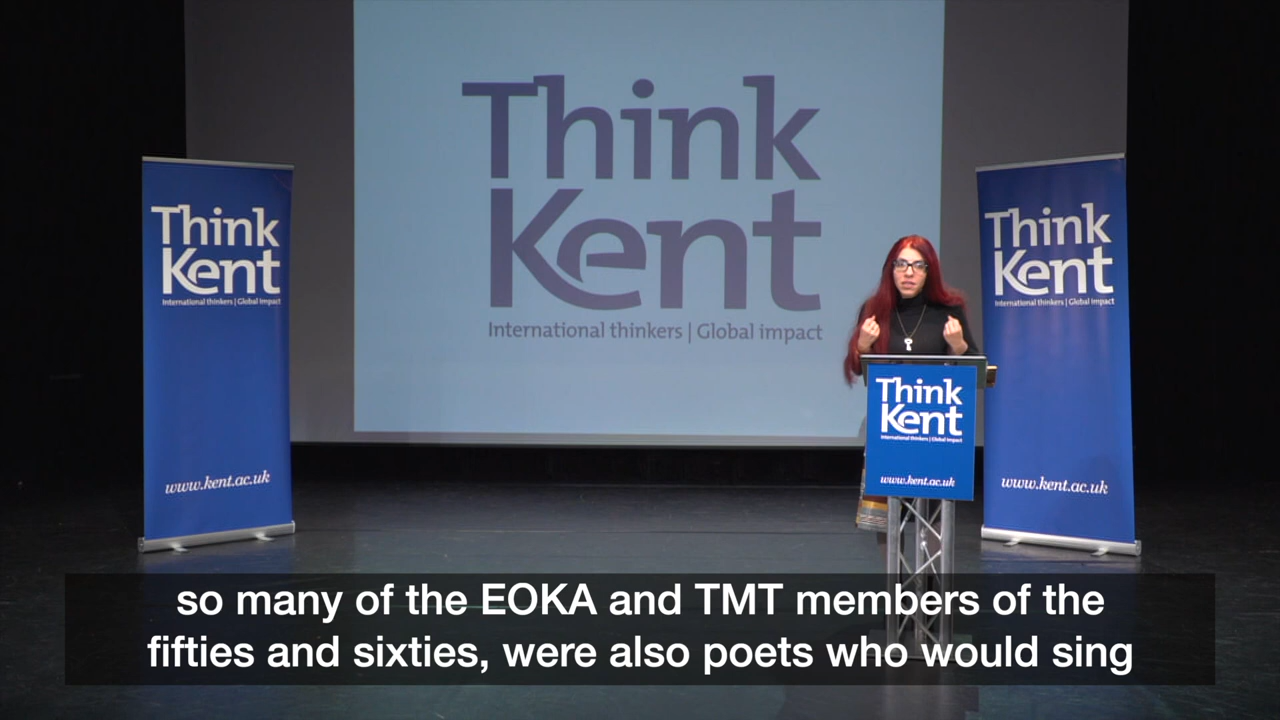 Think
Kent
International thinkers | Global impact
Think
Kent
International thinkers | Global impact
www.kent.ac.uk
Think
Kent
International thinkers | Global impact
www.kent.ac.uk
Think
Kent
International thinkers | Global impact
www.kent.ac.uk
so many of the EOKA and TMT members of the
fifties and sixties, were also poets who would sing